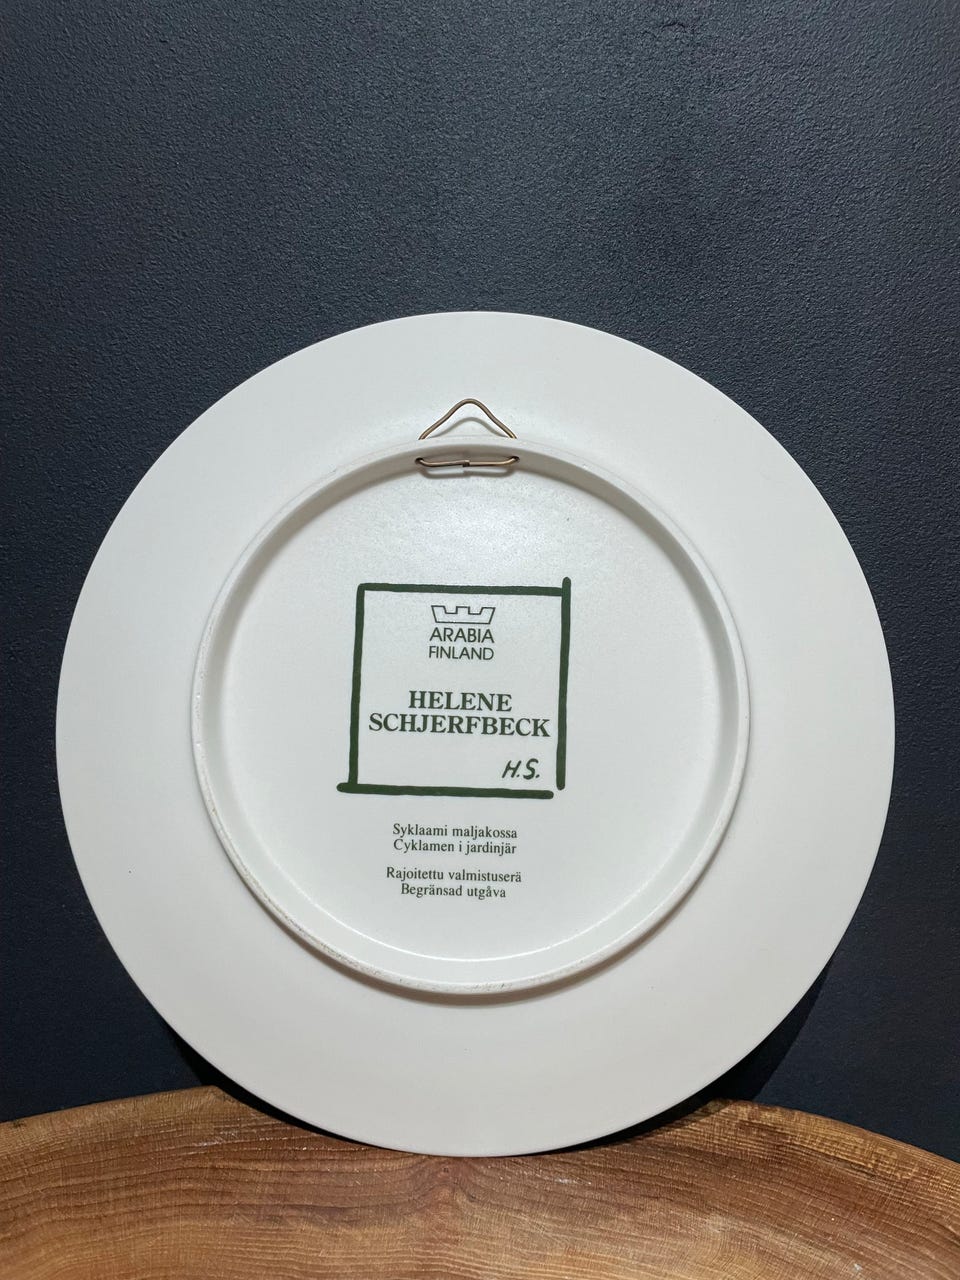 ARABIA
FINLAND
HELENE
SCHJERFBECK
H.S.
Syklaami maljakossa
Cyklamen i jardinjär
Rajoitettu valmistuserä
Begränsad utgåva